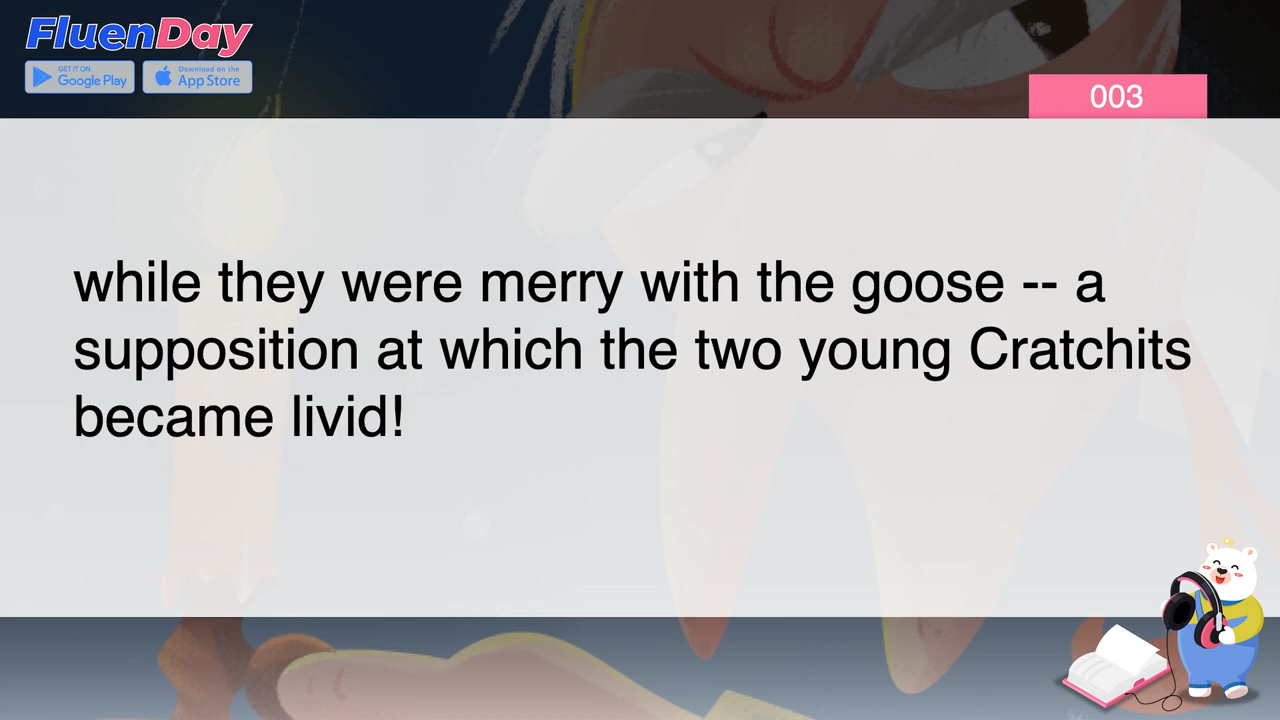 FluenDay
GET IT ON
Google Play
Download on the
App Store
003
while they were merry with the goose -- a
supposition at which the two young Cratchits
became livid!